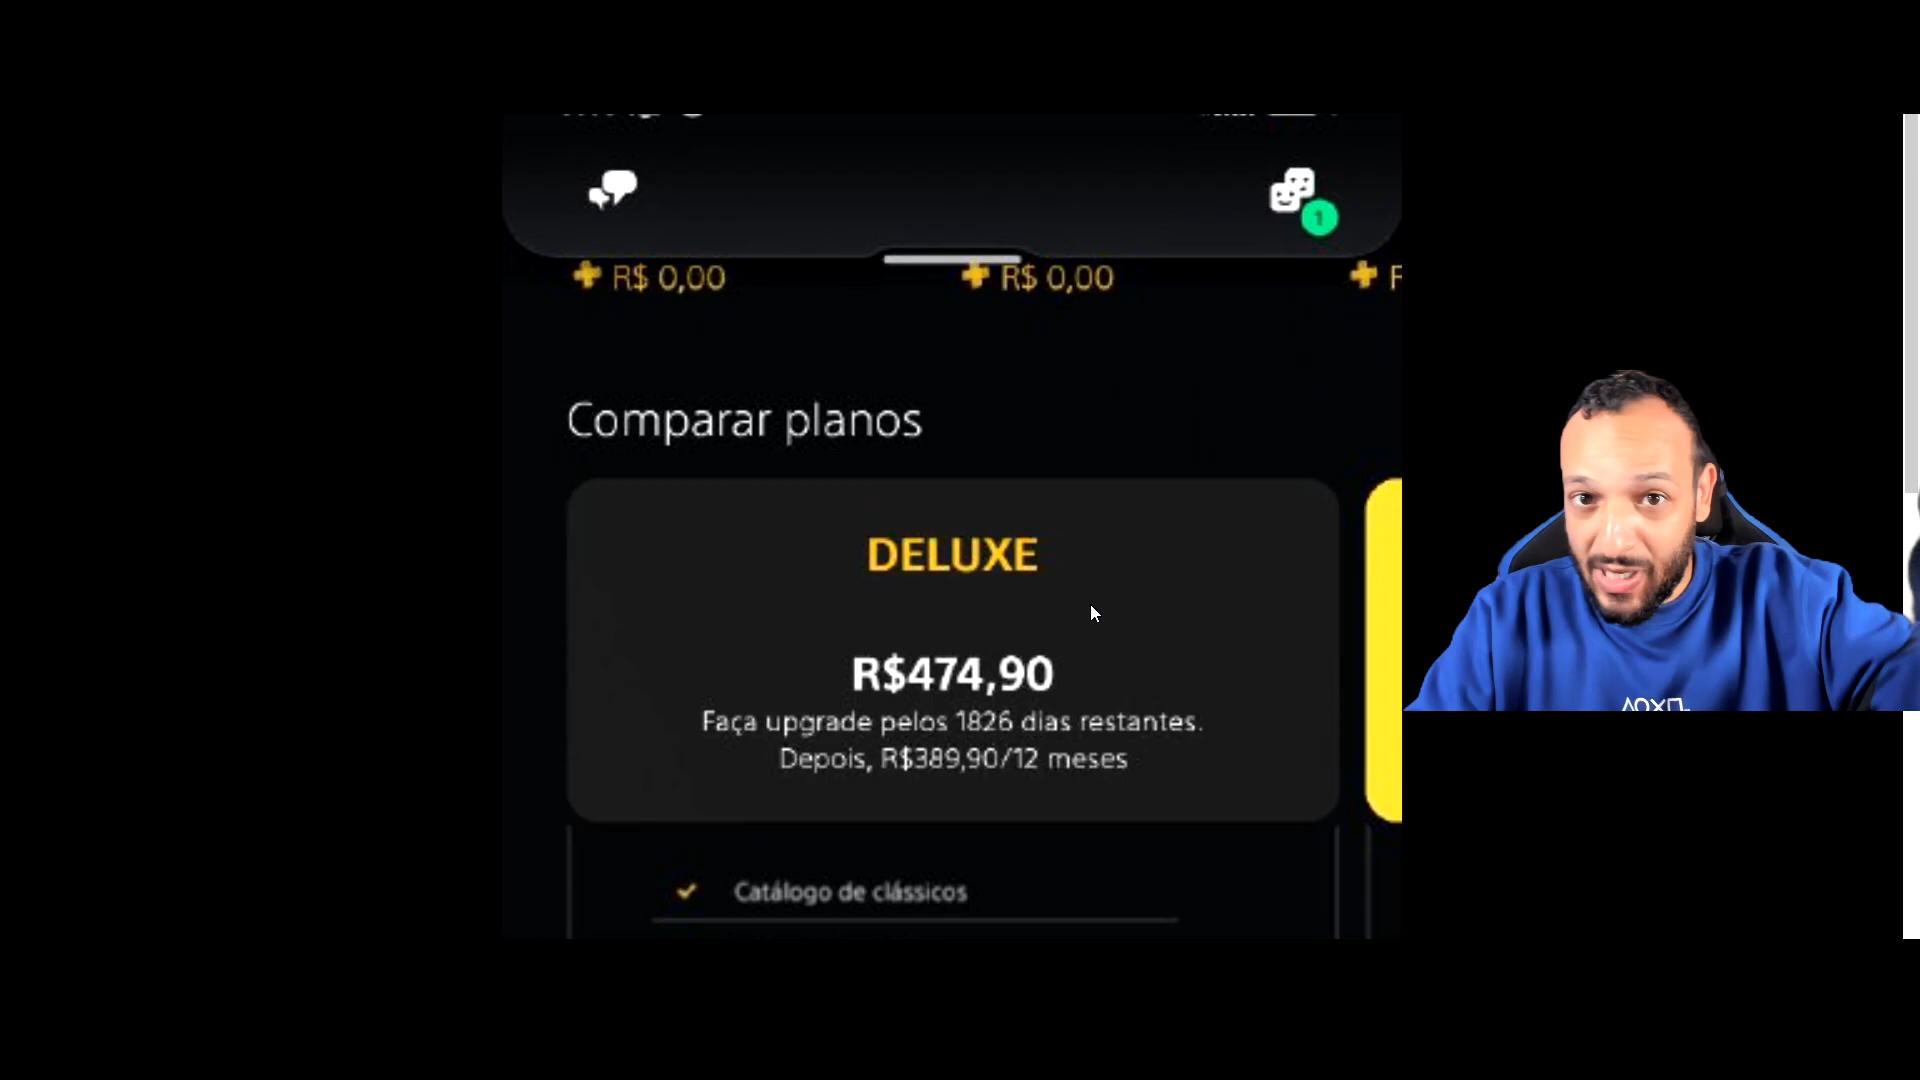 1
R$ 0,00
R$ 0,00
Comparar planos
DELUXE
R$474,90
Faça upgrade pelos 1826 dias restantes.
Depois, R$389,90/12 meses
Catálogo de clássicos